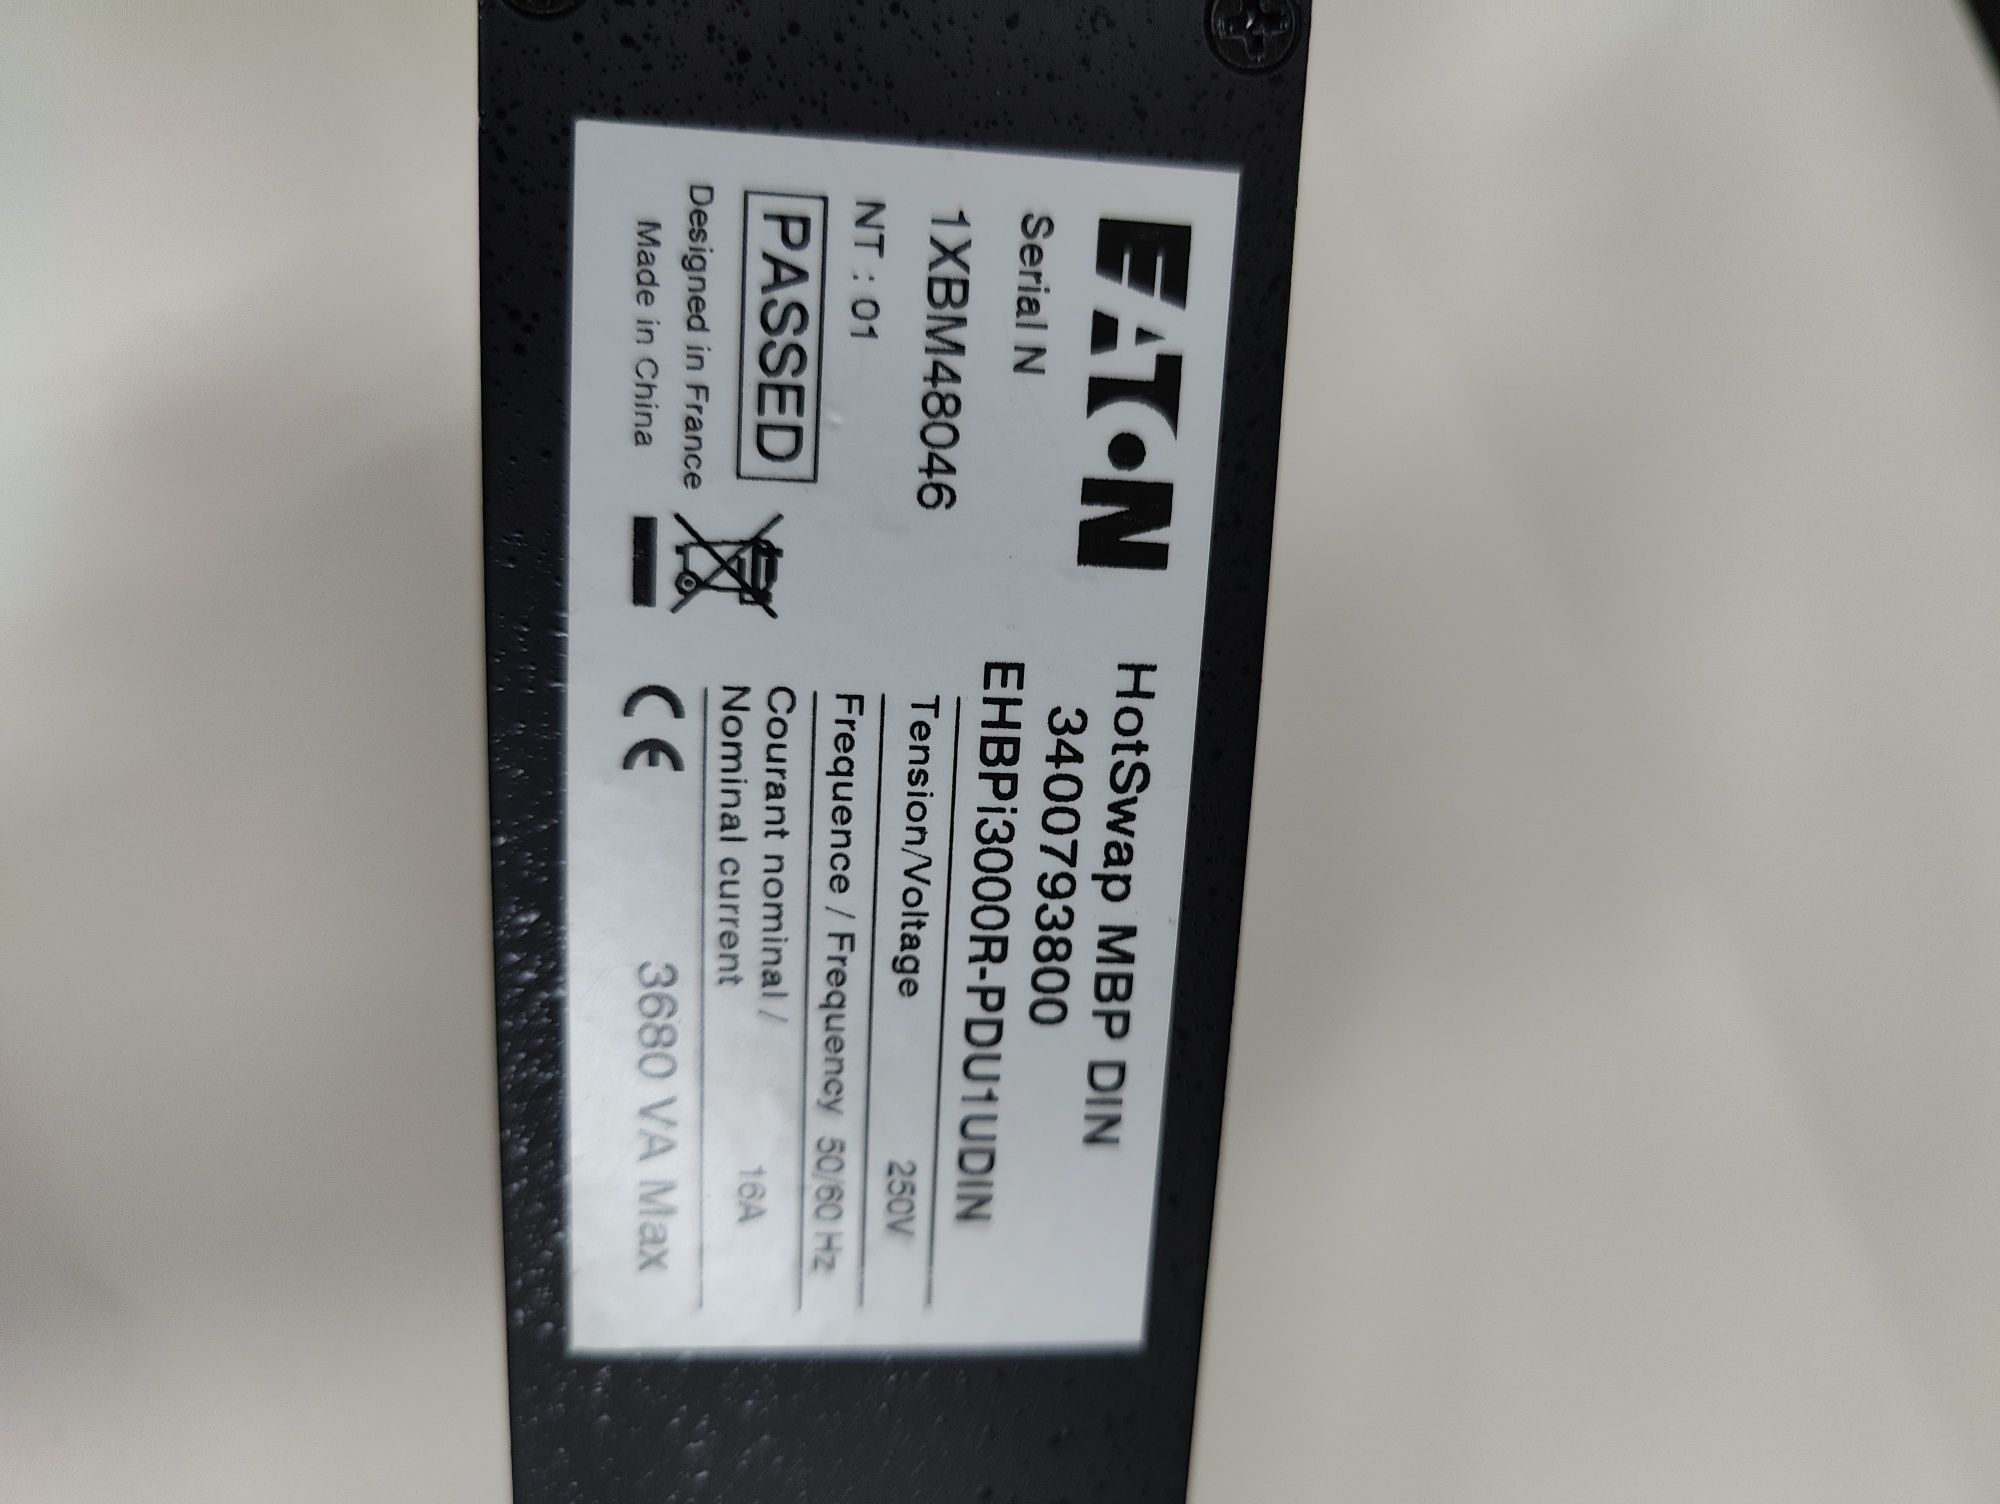 EATON
Serial N
1XBM48046
NT : 01
PASSED
Designed in France
Made in China
HotSwap MBP DIN
3400793800
EHBPi3000R-PDU1UDIN
Tension/Voltage 250V
Frequence / Frequency 50/60 Hz
Courant nominal /
Nominal current 16A
CE 3680 VA Max